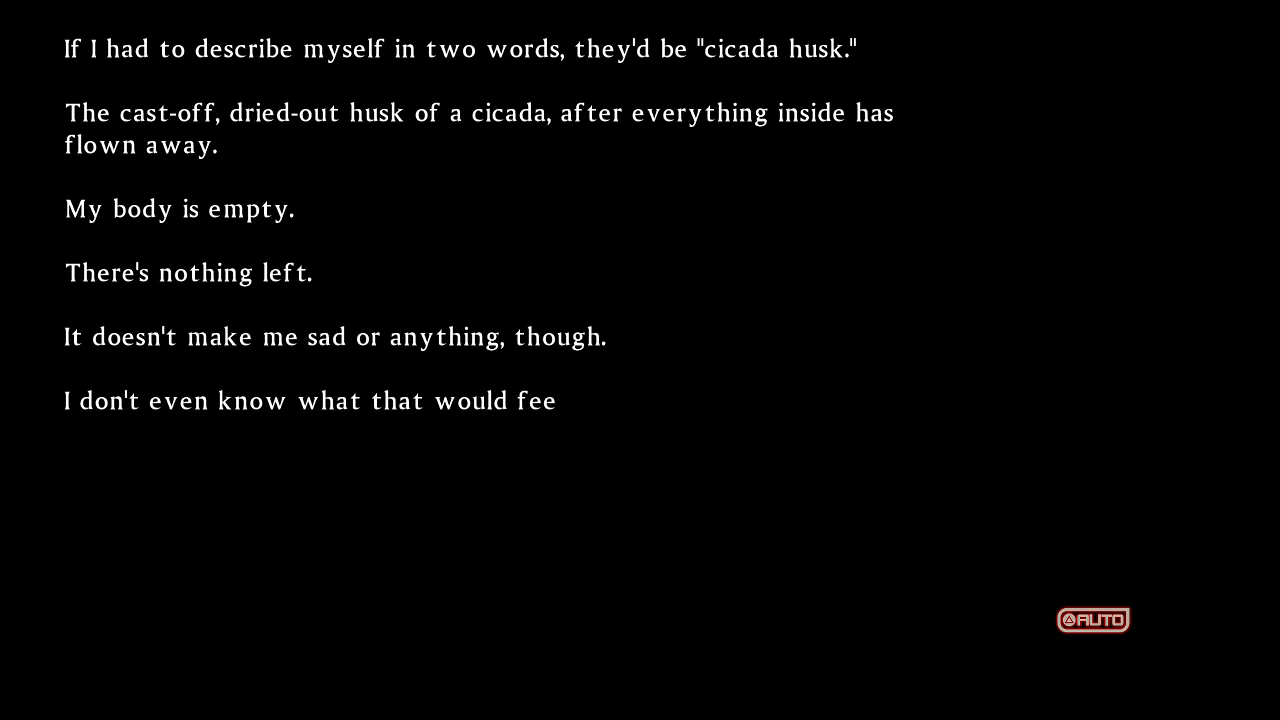 If I had to describe myself in two words, they'd be "cicada husk."
The cast-off, dried-out husk of a cicada, after everything inside has
flown away.
My body is empty.
There's nothing left.
It doesn't make me sad or anything, though.
I don't even know what that would fee
AUTO